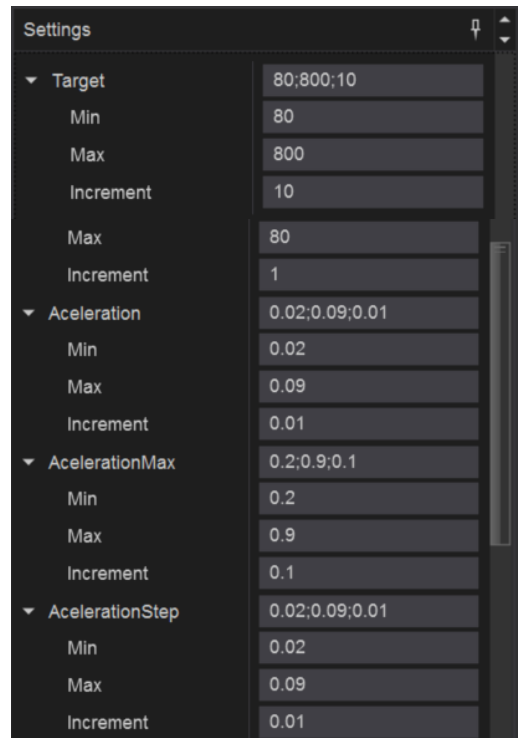 Settings
Target 80;800;10
Min 80
Max 800
Increment 10
Max 80
Increment 1
Aceleration 0.02;0.09;0.01
Min 0.02
Max 0.09
Increment 0.01
AcelerationMax 0.2;0.9;0.1
Min 0.2
Max 0.9
Increment 0.1
AcelerationStep 0.02;0.09;0.01
Min 0.02
Max 0.09
Increment 0.01